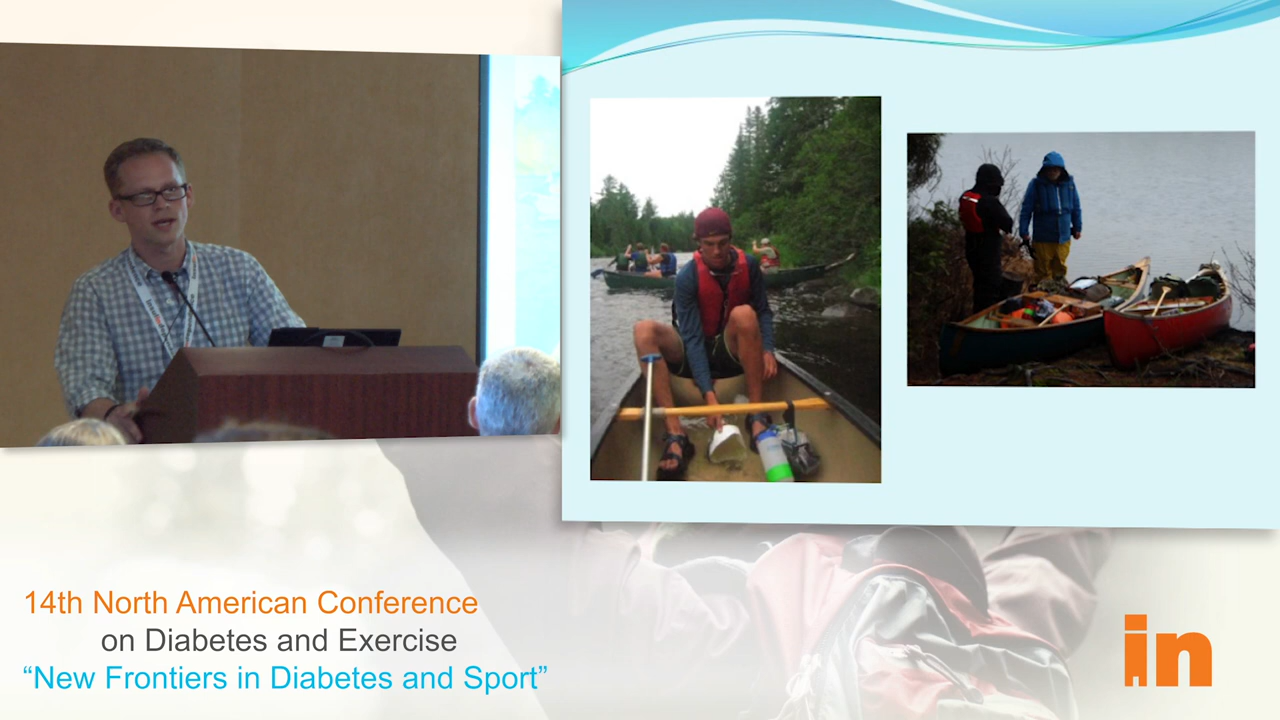 14th North American Conference
on Diabetes and Exercise
“New Frontiers in Diabetes and Sport”
in